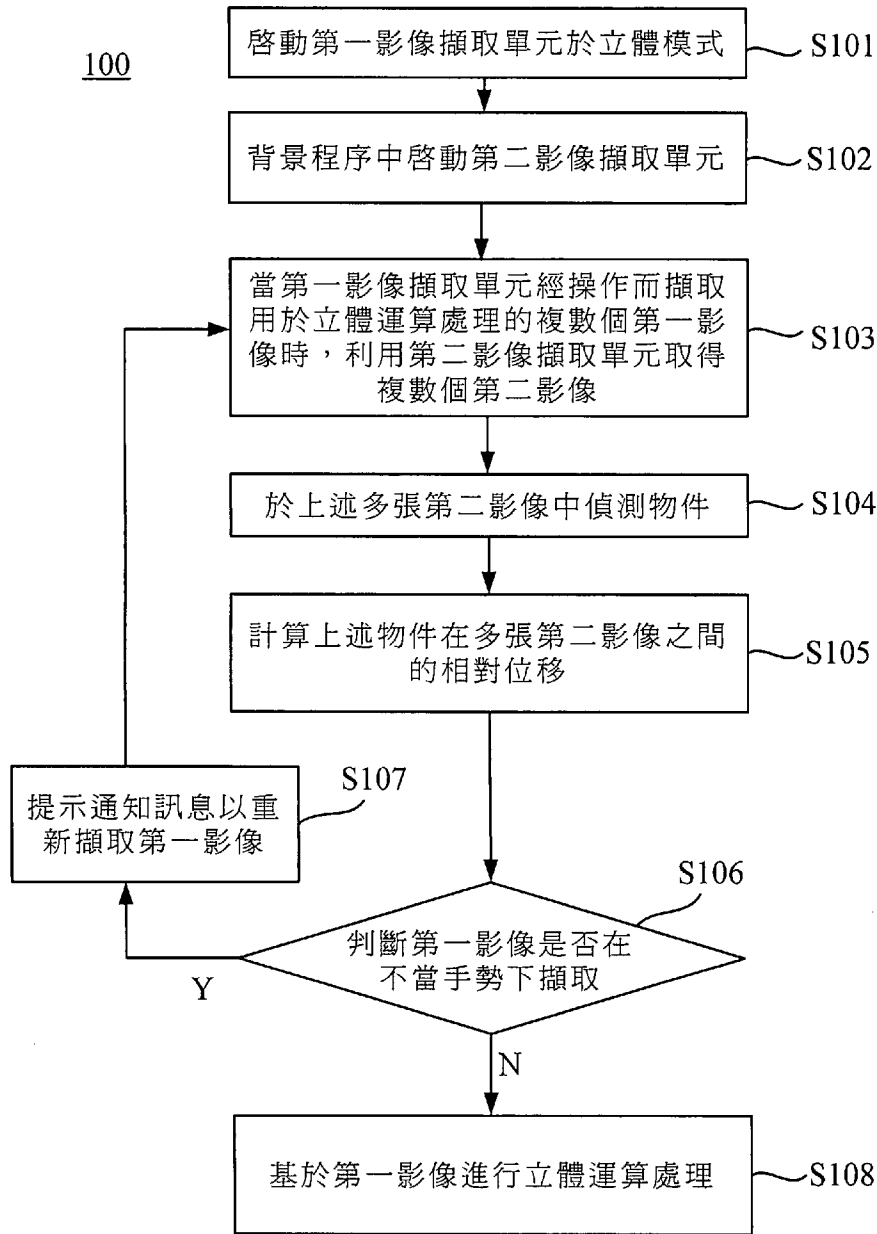 100
啓動第一影像擷取單元於立體模式
S101
背景程序中啓動第二影像擷取單元
S102
當第一影像擷取單元經操作而擷取
用於立體運算處理的複數個第一影
像時，利用第二影像擷取單元取得
複數個第二影像
S103
於上述多張第二影像中偵測物件
S104
計算上述物件在多張第二影像之間
的相對位移
S105
提示通知訊息以重
新擷取第一影像
S107
判斷第一影像是否在
不當手勢下擷取
S106
Y
N
基於第一影像進行立體運算處理
S108